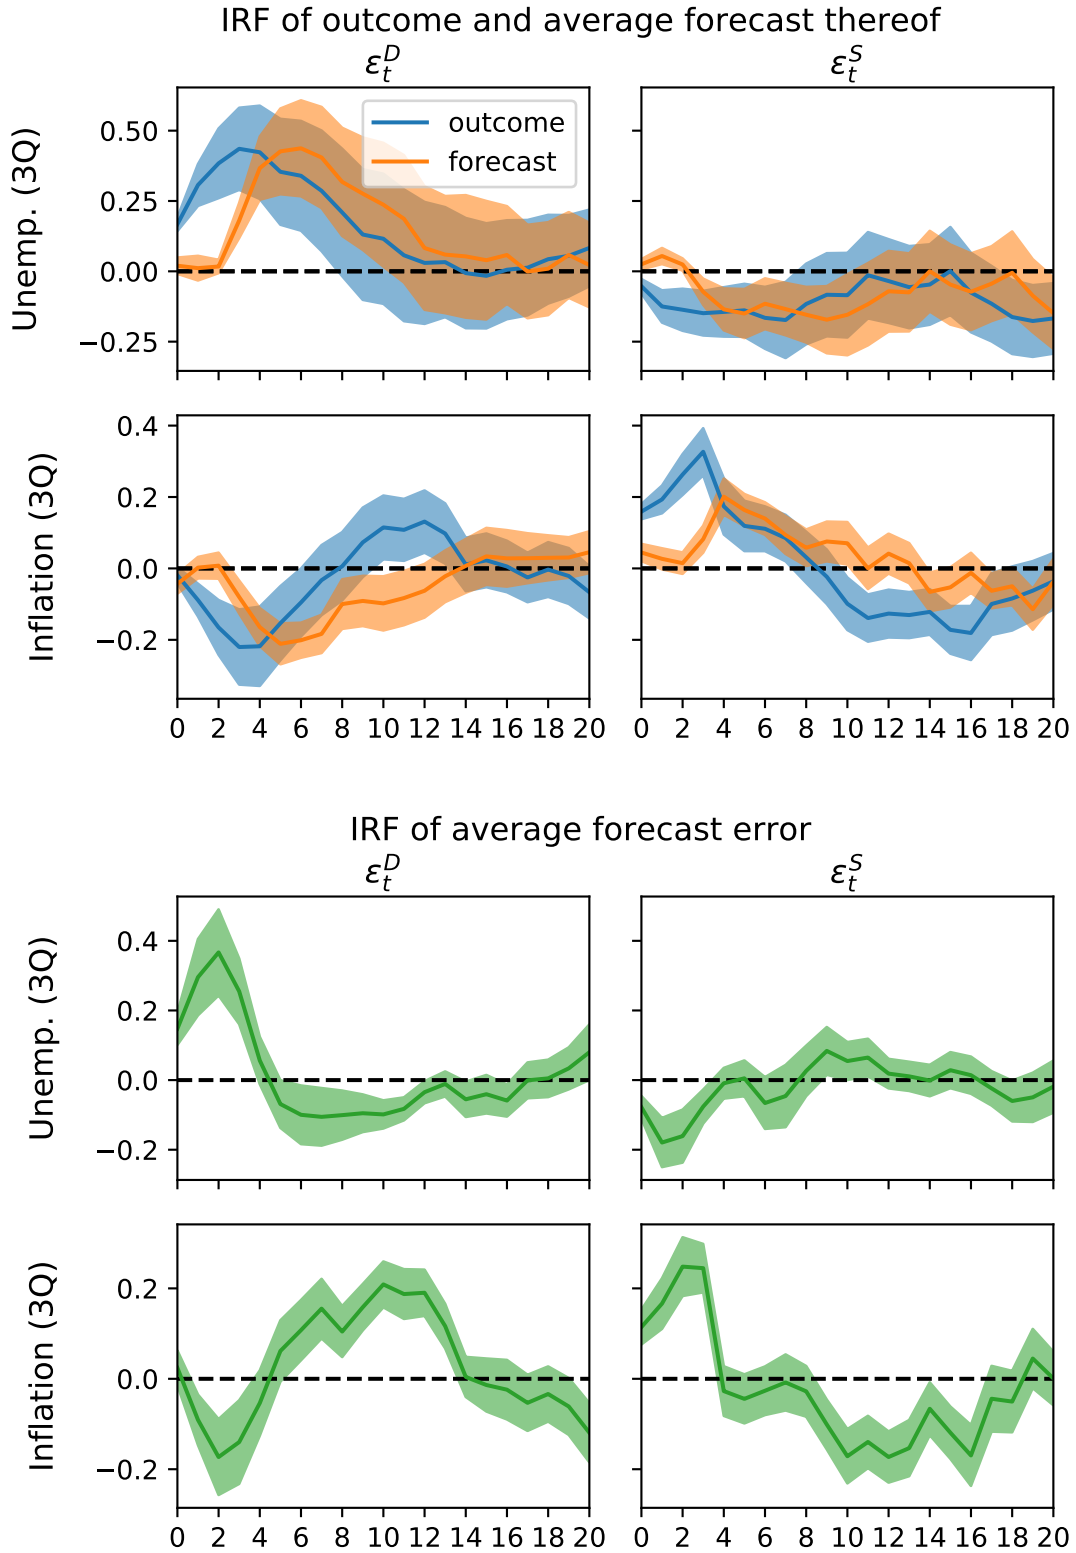 IRF of outcome and average forecast thereof
ε_t^D ε_t^S
Unemp. (3Q)
0.50
0.25
0.00
−0.25
outcome
forecast
Inflation (3Q)
0.4
0.2
0.0
−0.2
0 2 4 6 8 10 12 14 16 18 20
0 2 4 6 8 10 12 14 16 18 20
IRF of average forecast error
ε_t^D ε_t^S
Unemp. (3Q)
0.4
0.2
0.0
−0.2
Inflation (3Q)
0.2
0.0
−0.2
0 2 4 6 8 10 12 14 16 18 20
0 2 4 6 8 10 12 14 16 18 20